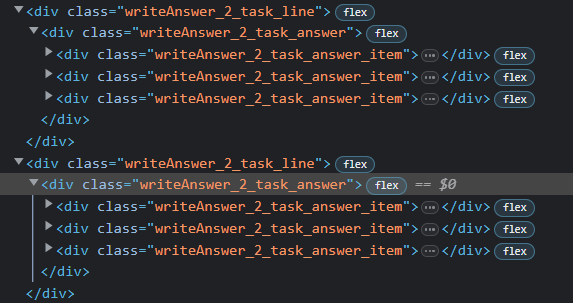 ▼<div class="writeAnswer_2_task_line"> flex
▼<div class="writeAnswer_2_task_answer"> flex
▶<div class="writeAnswer_2_task_answer_item">⋯</div> flex
▶<div class="writeAnswer_2_task_answer_item">⋯</div> flex
▶<div class="writeAnswer_2_task_answer_item">⋯</div> flex
</div>
</div>
▼<div class="writeAnswer_2_task_line"> flex
▼<div class="writeAnswer_2_task_answer"> flex == $0
▶<div class="writeAnswer_2_task_answer_item">⋯</div> flex
▶<div class="writeAnswer_2_task_answer_item">⋯</div> flex
▶<div class="writeAnswer_2_task_answer_item">⋯</div> flex
</div>
</div>